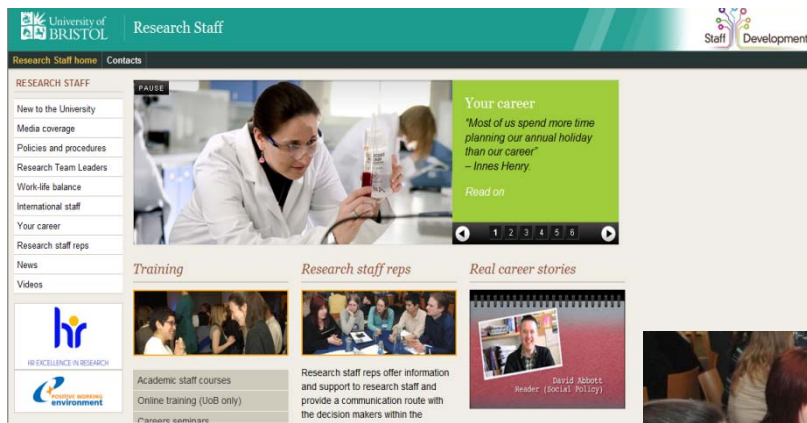 University of
BRISTOL
Research Staff
Staff Development
Research Staff home Contacts
RESEARCH STAFF
New to the University
Media coverage
Policies and procedures
Research Team Leaders
Work-life balance
International staff
Your career
Research staff reps
News
Videos
hr
HR EXCELLENCE IN RESEARCH
POSITIVE WORKING
environment
PAUSE
Your career
"Most of us spend more time
planning our annual holiday
than our career"
– Innes Henry.
Read on
1 2 3 4 5 6
Training
Academic staff courses
Online training (UoB only)
Careers seminars
Research staff reps
Research staff reps offer information
and support to research staff and
provide a communication route with
the decision makers within the
Real career stories
David Abbott
Reader (Social Policy)